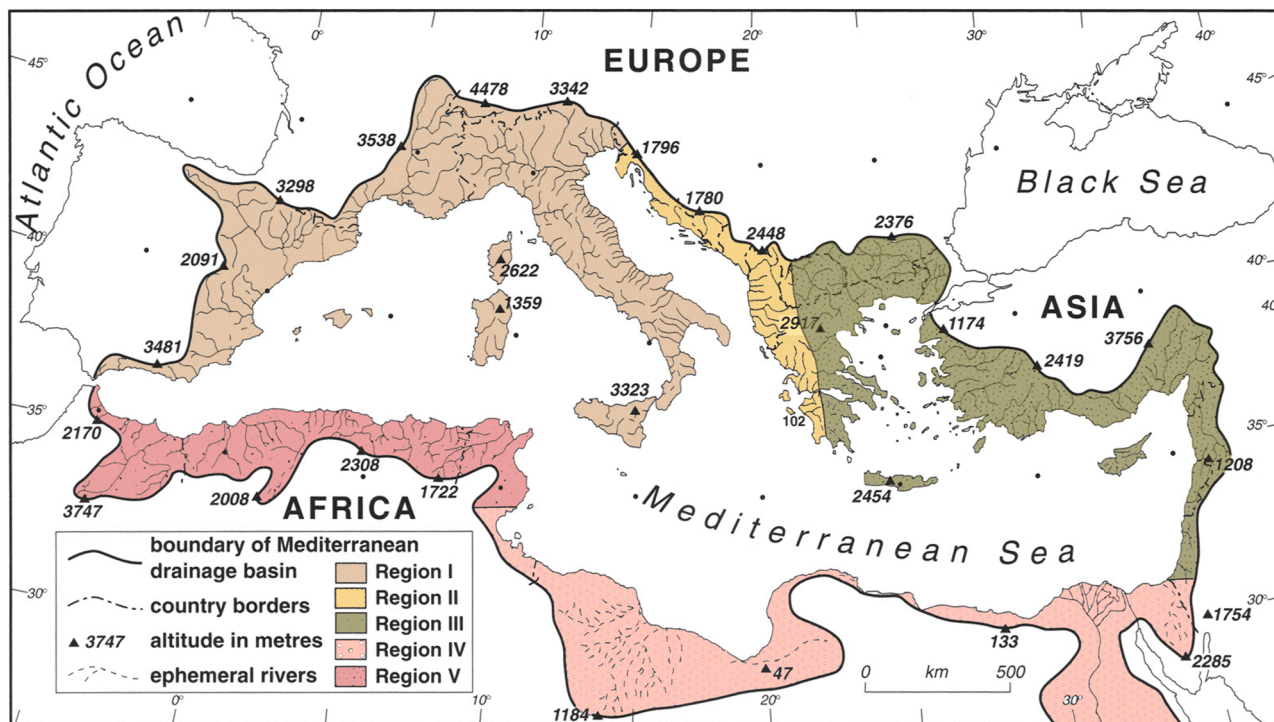 0°
10°
20°
30°
40°
45°
45°
EUROPE
Atlantic Ocean
4478
3342
3538
1796
3298
1780
Black Sea
2376
2448
40°
40°
40
2091
2622
1359
ASIA
2917
1174
3756
2419
3481
3323
35°
35°
102
2170
2308
1208
2008
1722
2454
3747
AFRICA
Mediterranean Sea
boundary of Mediterranean
drainage basin
country borders
3747 altitude in metres
ephemeral rivers
Region I
Region II
Region III
Region IV
Region V
30°
30°
1754
133
2285
47
0 km 500
1184
0°
10°
20°
30°
40°